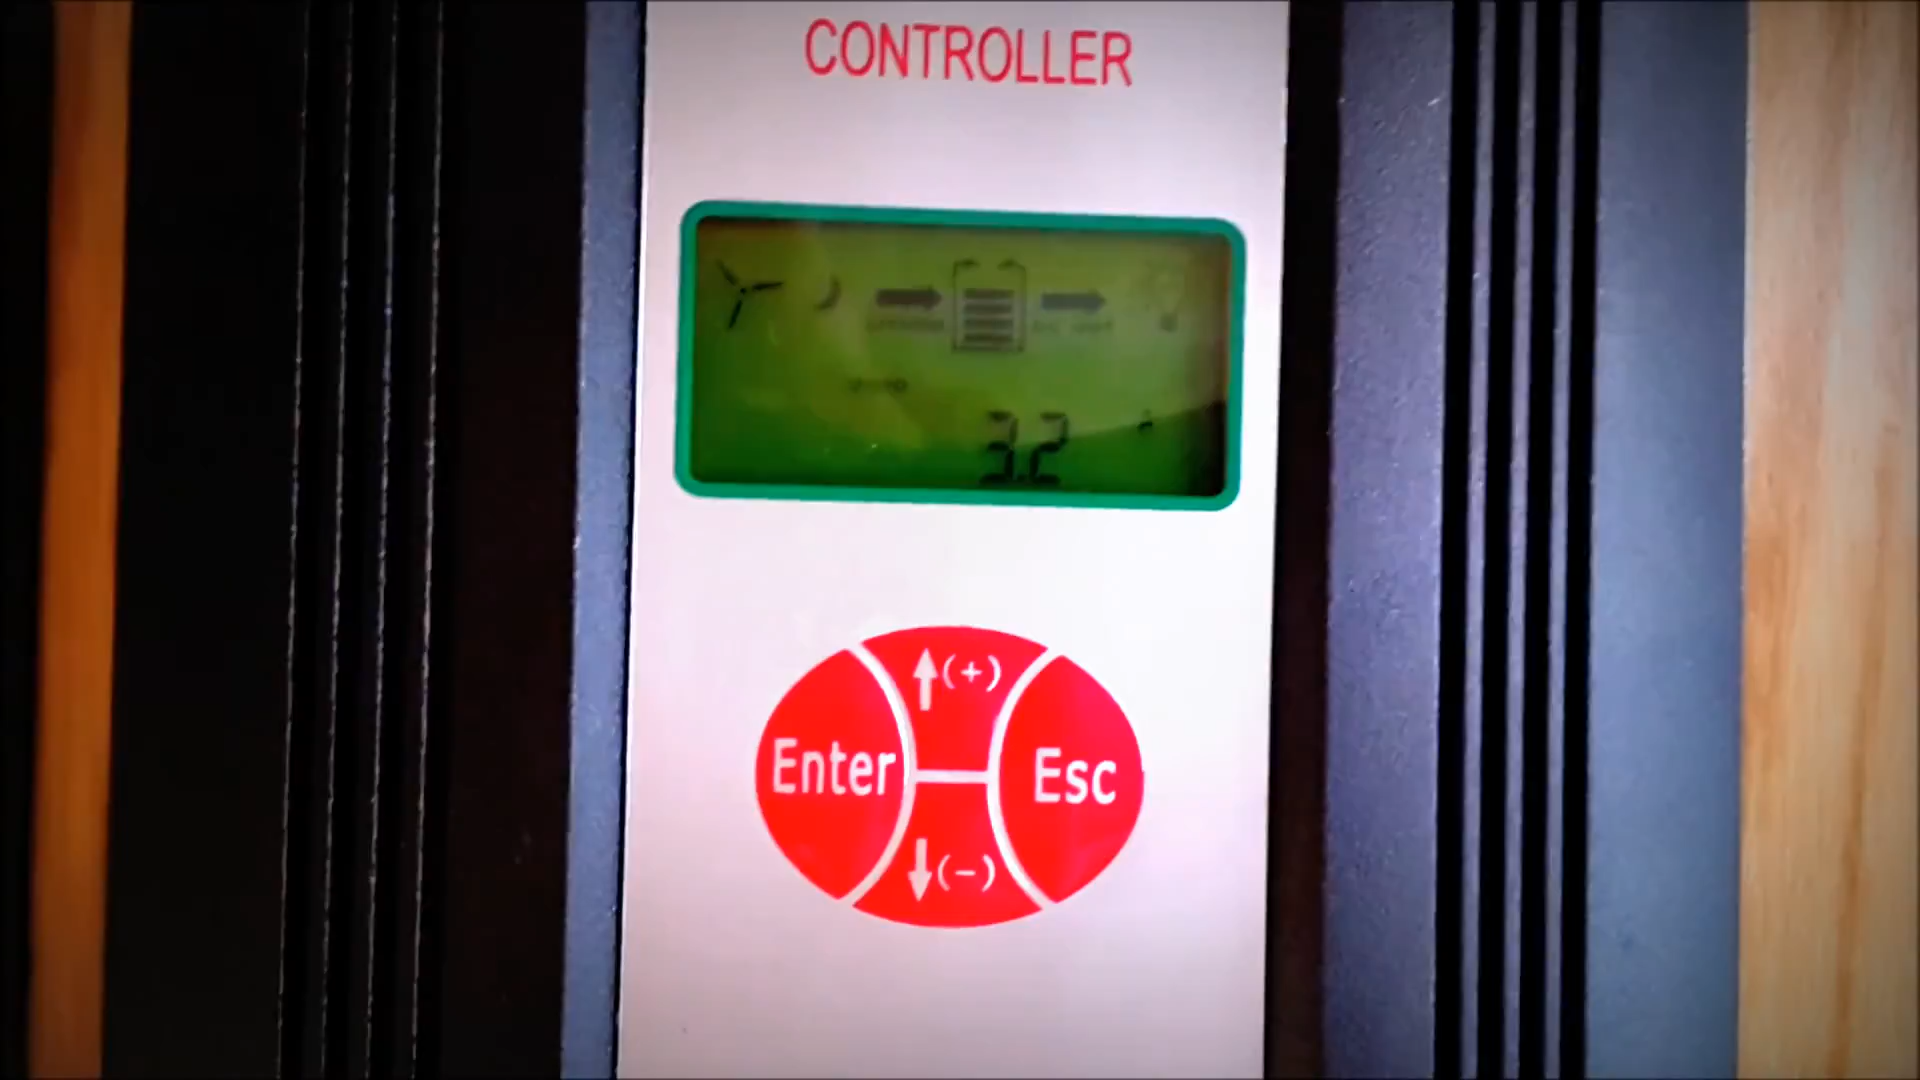 CONTROLLER
3.2
↑(+)
Enter
Esc
↓(-)